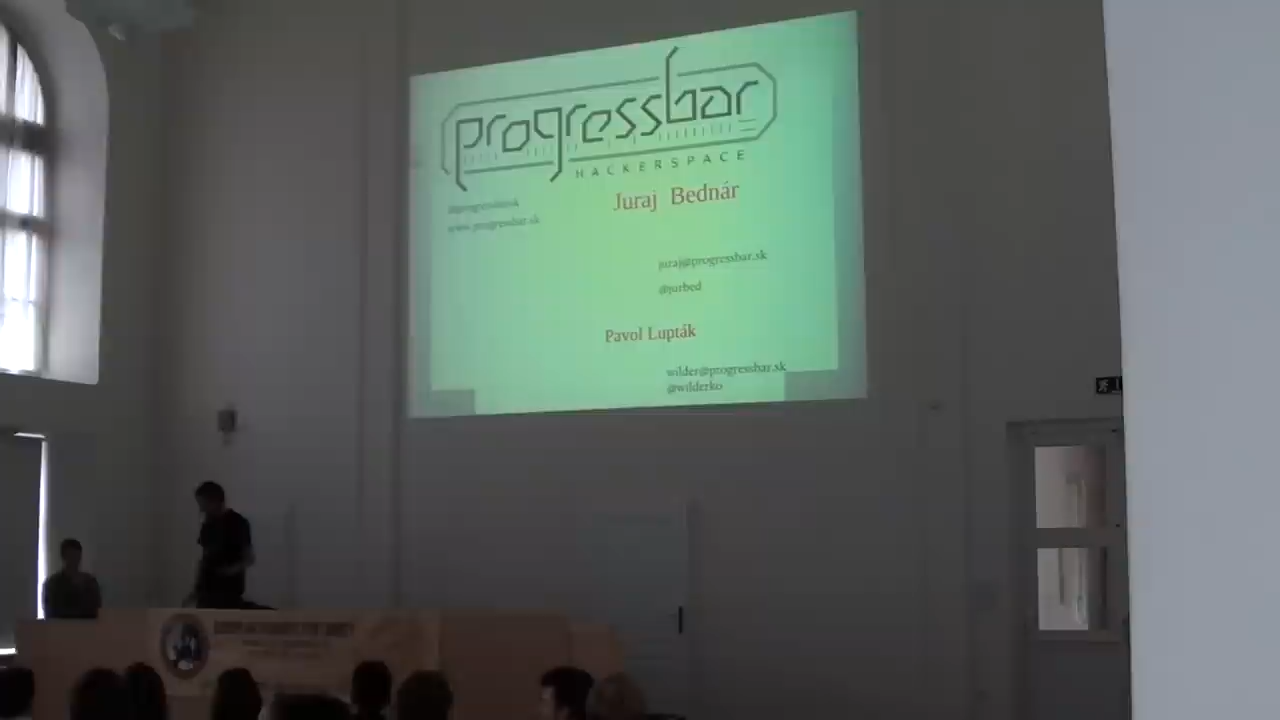 progressbar
HACKERSPACE
Juraj Bednár
www.progressbar.sk
juraj@progressbar.sk
@jurbed
Pavol Lupták
wilder@progressbar.sk
@wilderko